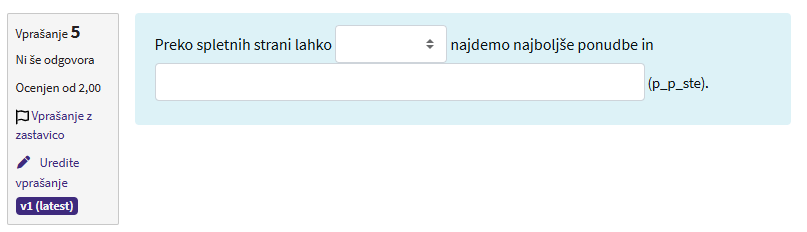 Vprašanje 5
Ni še odgovora
Ocenjen od 2,00
Vprašanje z
zastavico
Uredite
vprašanje
v1 (latest)
Preko spletnih strani lahko najdemo najboljše ponudbe in
(p_p_ste).